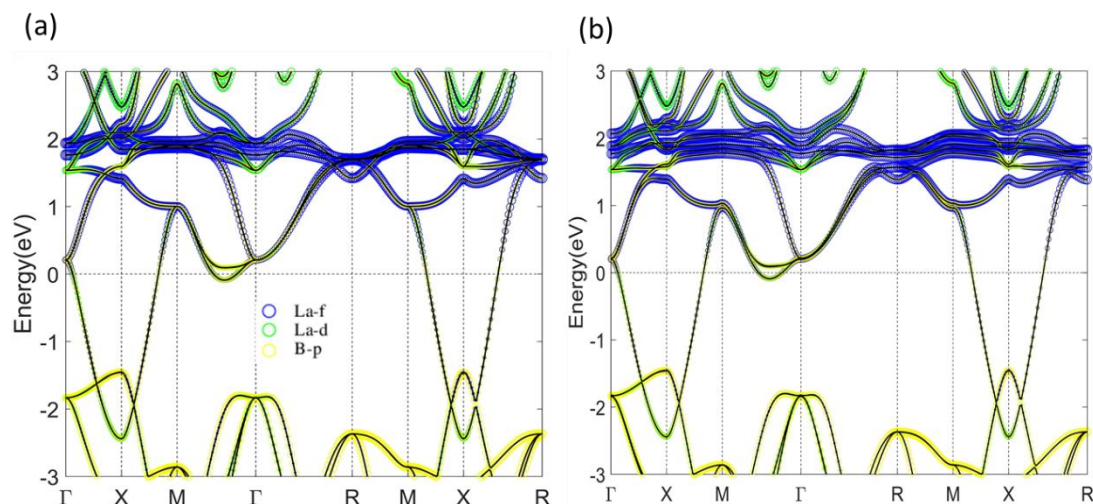 (a)
(b)
Energy(eV)
3
2
1
0
-1
-2
-3
La-f
La-d
B-p
Γ X M Γ R M X R
Energy(eV)
3
2
1
0
-1
-2
-3
Γ X M Γ R M X R